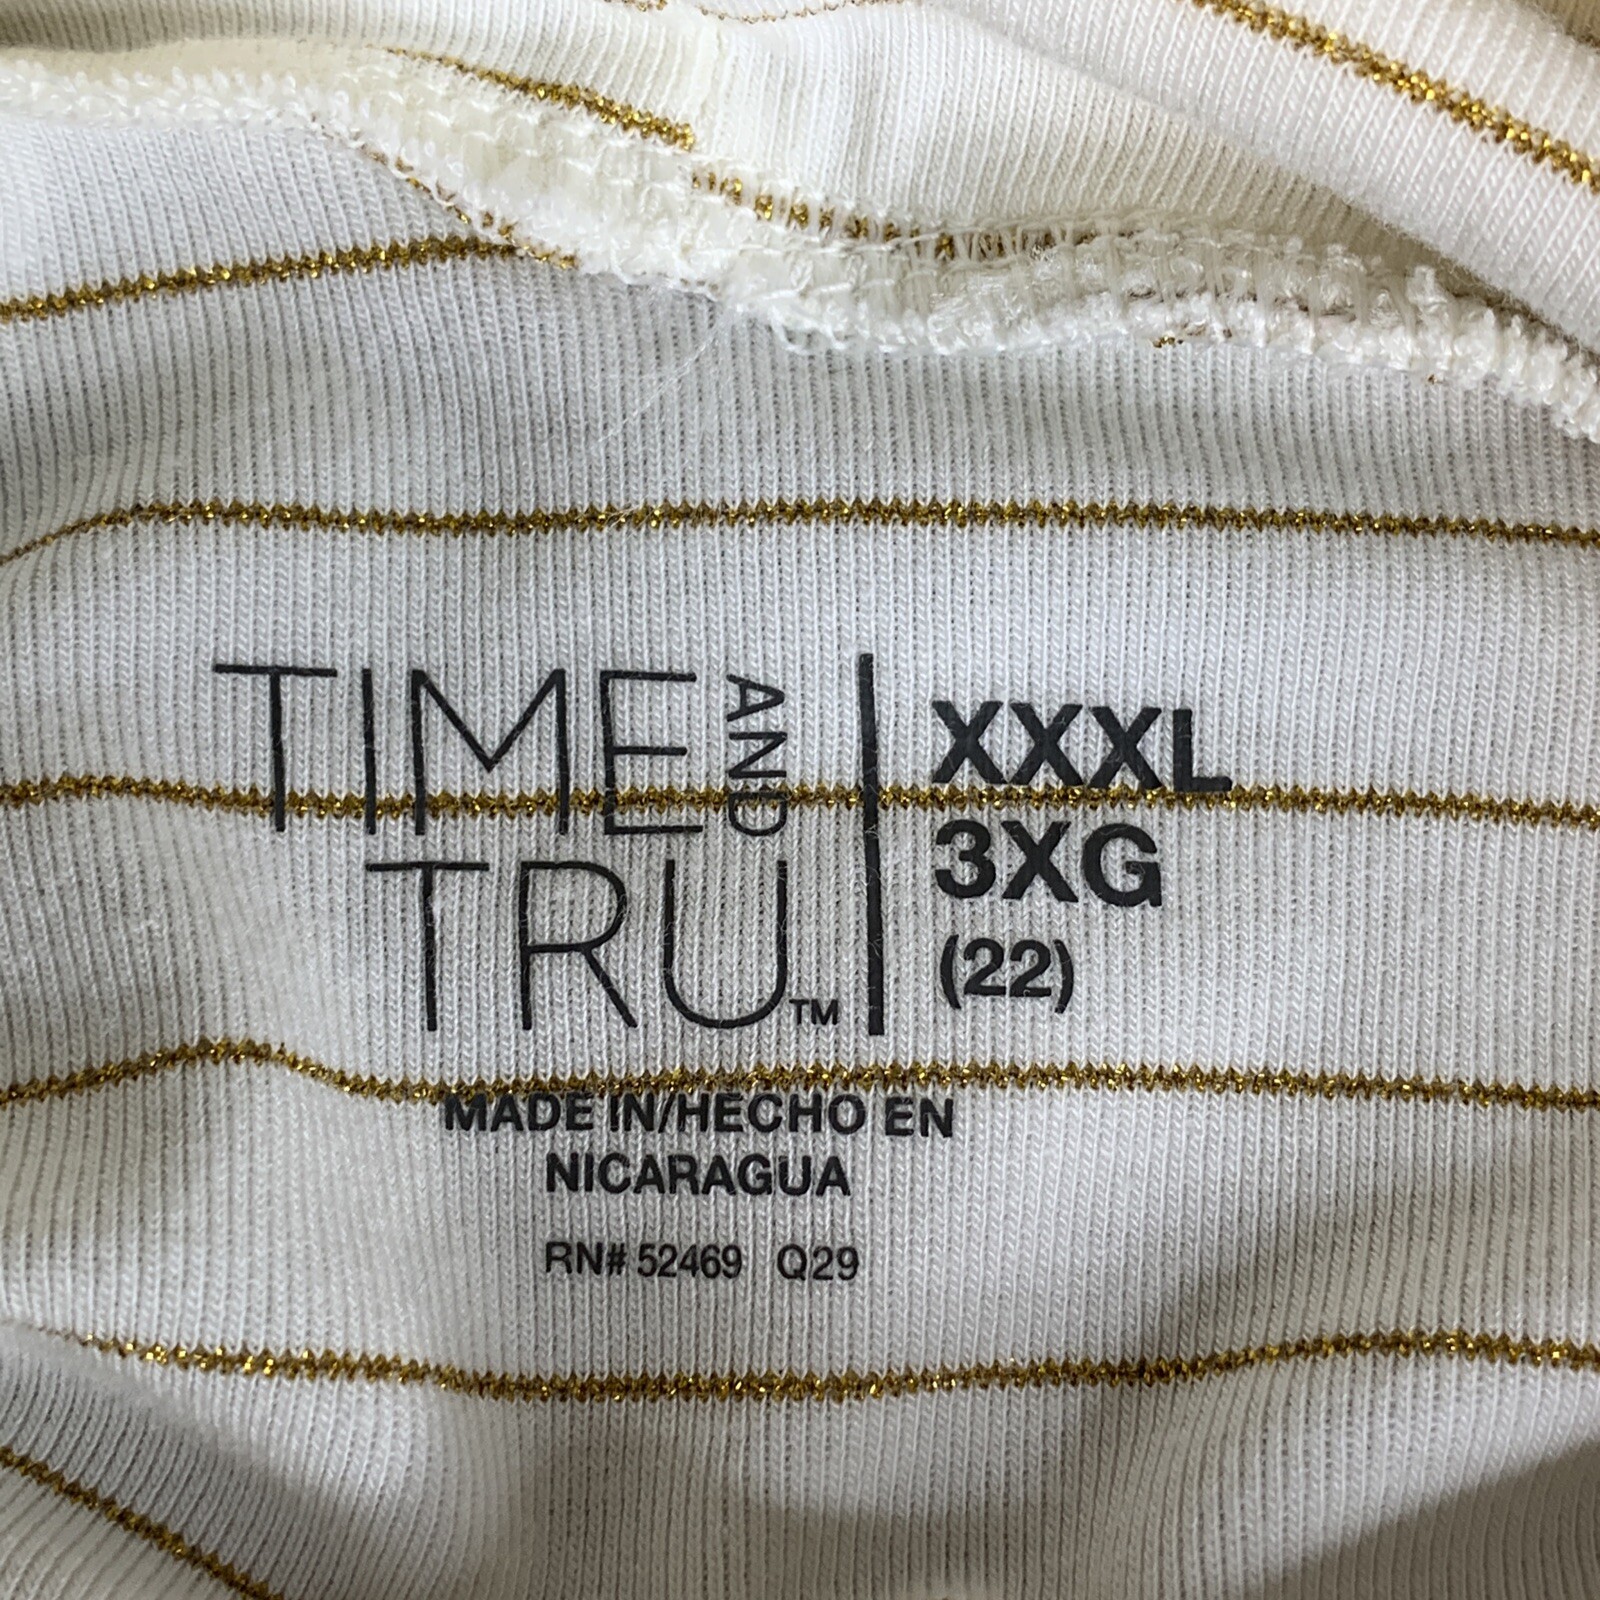 TIME AND
TRU™
XXXL
3XG
(22)
MADE IN/HECHO EN
NICARAGUA
RN# 52469 Q29